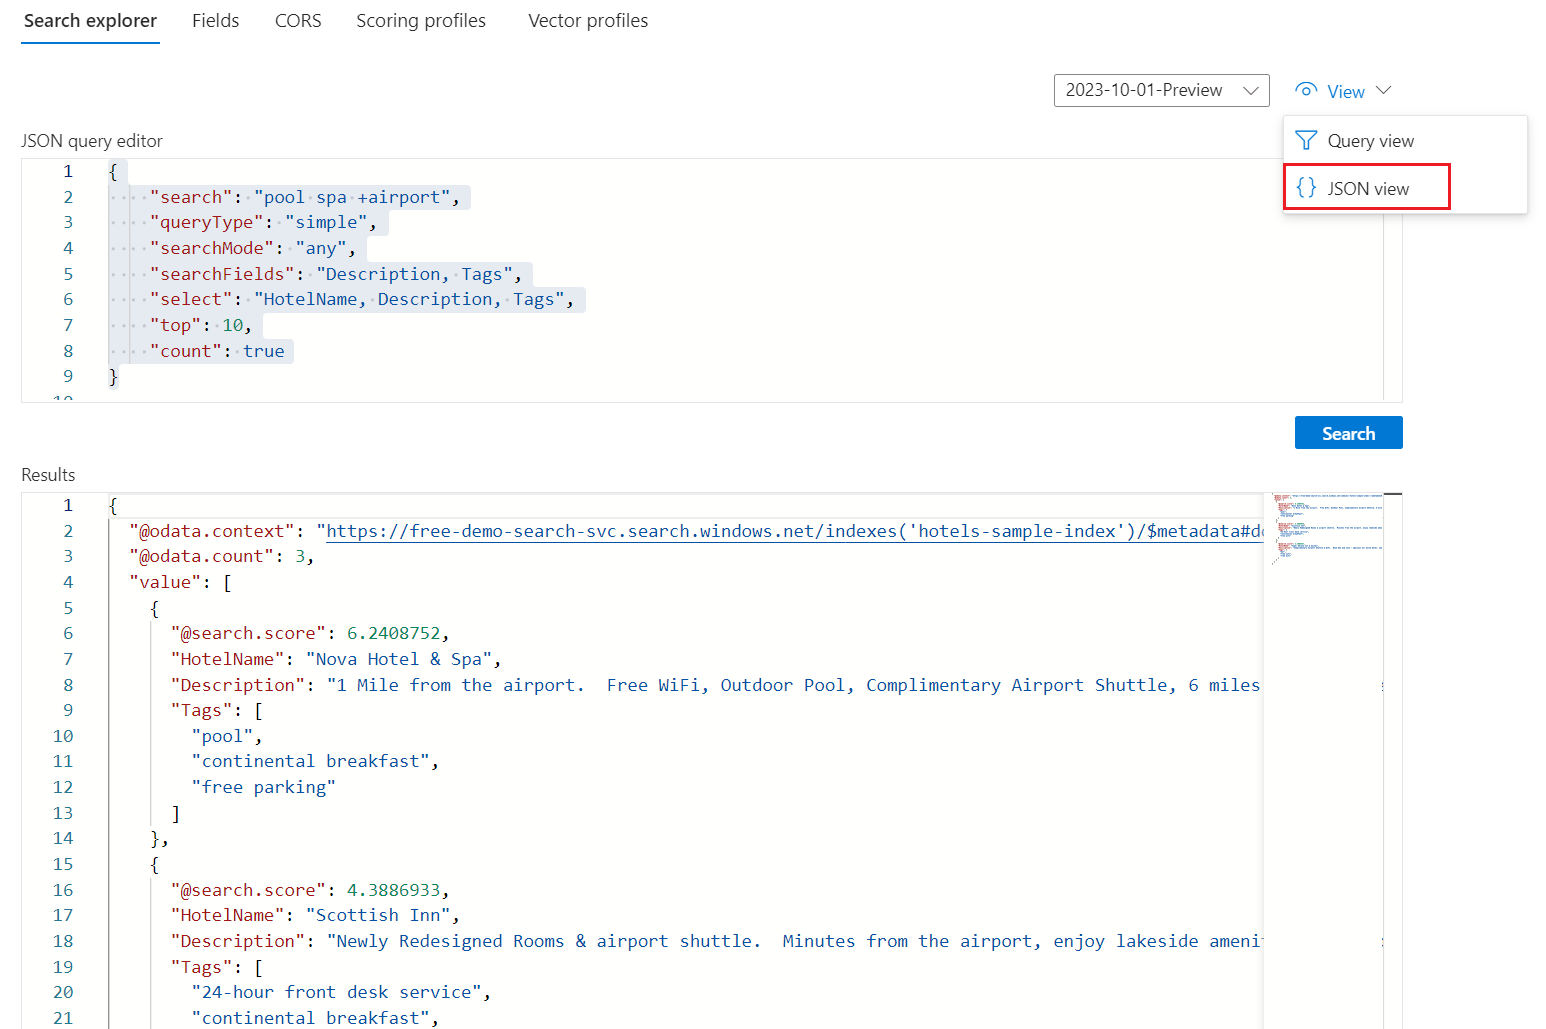 Search explorer Fields CORS Scoring profiles Vector profiles
2023-10-01-Preview View
Query view
JSON view
JSON query editor
1 {
2 "search": "pool spa +airport",
3 "queryType": "simple",
4 "searchMode": "any",
5 "searchFields": "Description, Tags",
6 "select": "HotelName, Description, Tags",
7 "top": 10,
8 "count": true
9 }
10
Search
Results
1 {
2 "@odata.context": "https://free-demo-search-svc.search.windows.net/indexes('hotels-sample-index')/$metadata#d
3 "@odata.count": 3,
4 "value": [
5 {
6 "@search.score": 6.2408752,
7 "HotelName": "Nova Hotel & Spa",
8 "Description": "1 Mile from the airport.  Free WiFi, Outdoor Pool, Complimentary Airport Shuttle, 6 miles
9 "Tags": [
10 "pool",
11 "continental breakfast",
12 "free parking"
13 ]
14 },
15 {
16 "@search.score": 4.3886933,
17 "HotelName": "Scottish Inn",
18 "Description": "Newly Redesigned Rooms & airport shuttle.  Minutes from the airport, enjoy lakeside ameni
19 "Tags": [
20 "24-hour front desk service",
21 "continental breakfast",